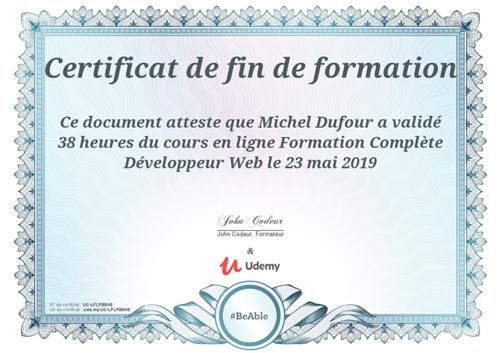 Certificat de fin de formation
Ce document atteste que Michel Dufour a validé
38 heures du cours en ligne Formation Complète
Développeur Web le 23 mai 2019
John Codeur
John Codeur, Formateur
&
Udemy
N° de certificat : UC-LFLPB8HE
Url du certificat : ude.my/UC-LFLPB8HE
#BeAble